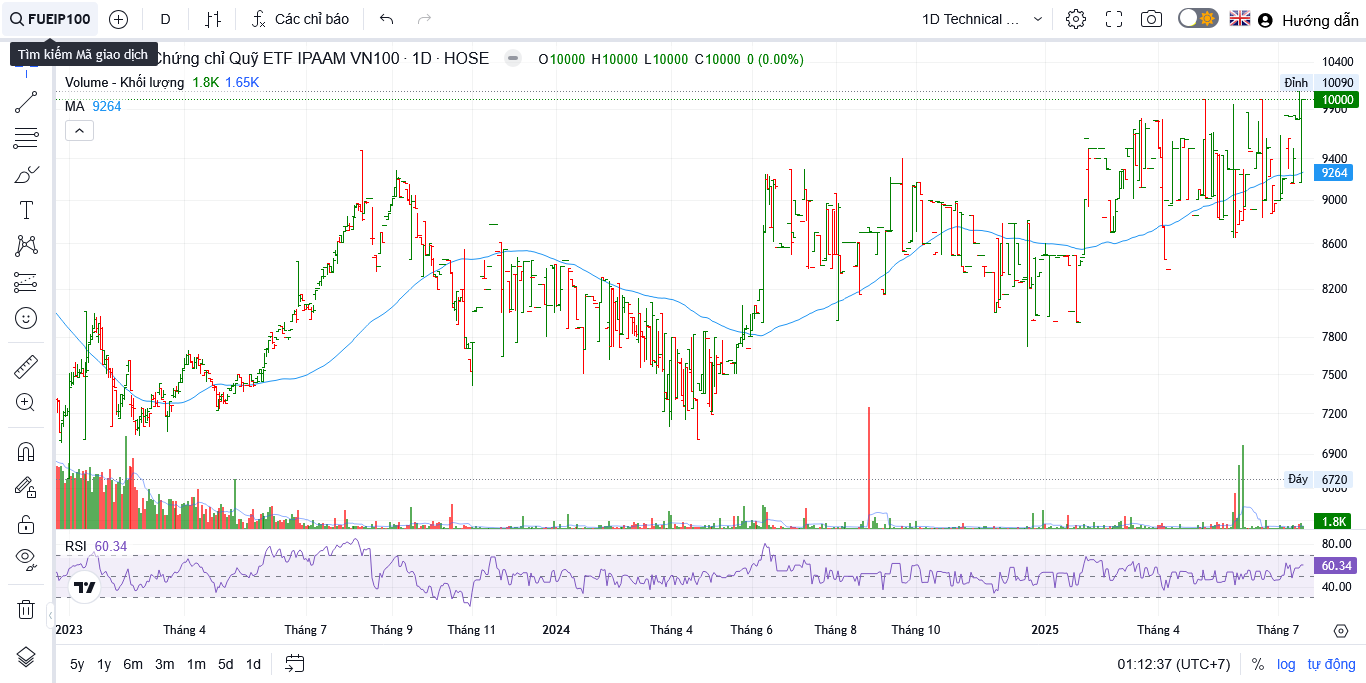 FUEIP100 D Các chỉ báo 1D Technical ... Hướng dẫn
Tìm kiếm Mã giao dịch
Chứng chỉ Quỹ ETF IPAAM VN100 · 1D · HOSE O10000 H10000 L10000 C10000 0 (0.00%)
Volume - Khối lượng 1.8K 1.65K
MA 9264
10400
Đỉnh 10090
10000
9400
9264
9000
8600
8200
7800
7500
7200
6900
Đáy 6720
1.8K
RSI 60.34
80.00
60.34
40.00
2023 Tháng 4 Tháng 7 Tháng 9 Tháng 11 2024 Tháng 4 Tháng 6 Tháng 8 Tháng 10 2025 Tháng 4 Tháng 7
5y 1y 6m 3m 1m 5d 1d 01:12:37 (UTC+7) % log tự động